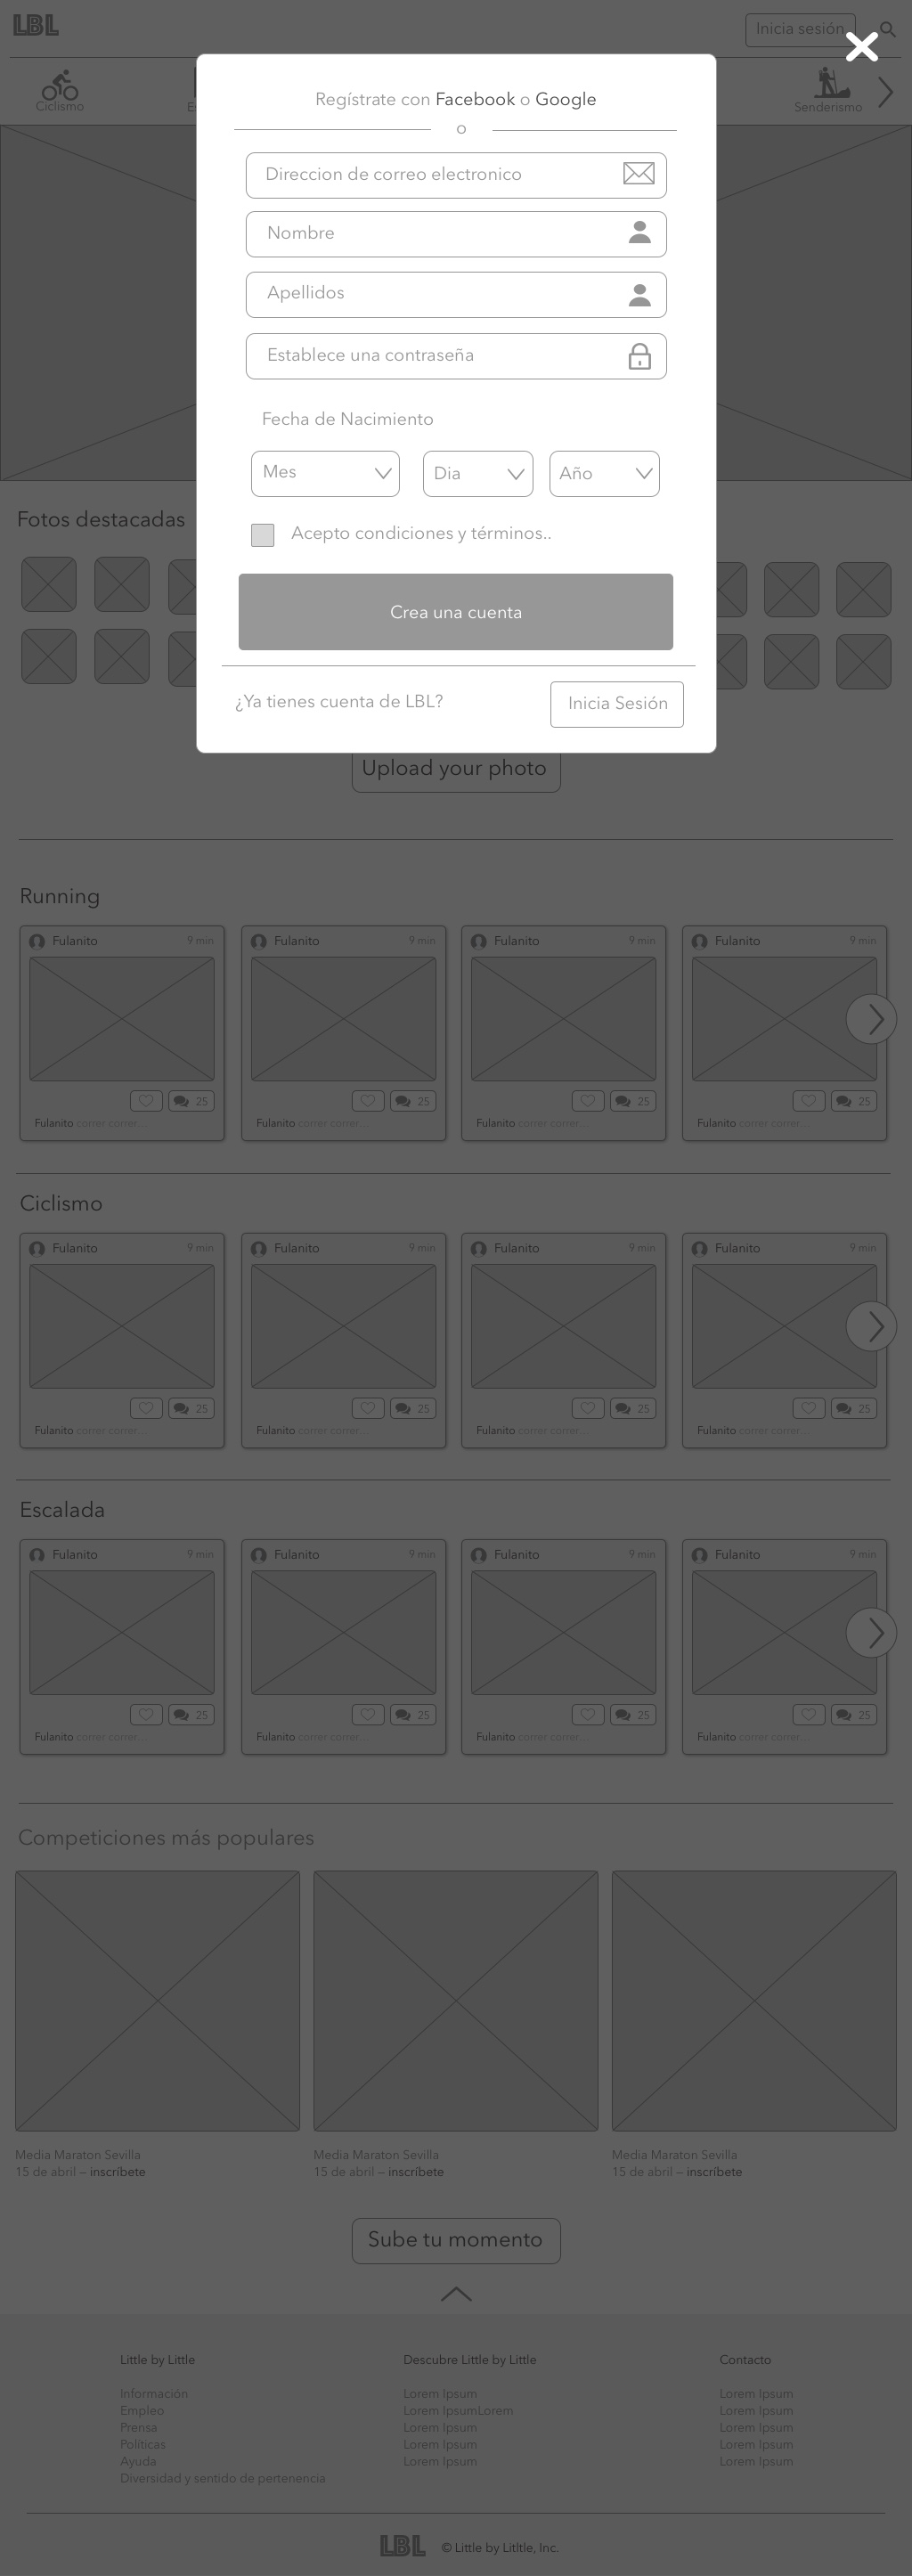 LBL
Inicia sesión
Ciclismo
Es
Senderismo
Regístrate con Facebook o Google
o
Direccion de correo electronico
Nombre
Apellidos
Establece una contraseña
Fecha de Nacimiento
Mes
Dia
Año
Acepto condiciones y términos..
Crea una cuenta
¿Ya tienes cuenta de LBL?
Inicia Sesión
Fotos destacadas
Upload your photo
Running
Fulanito 9 min
Fulanito 9 min
Fulanito 9 min
Fulanito 9 min
25
25
25
25
Fulanito correr correr...
Fulanito correr correr...
Fulanito correr correr...
Fulanito correr correr...
Ciclismo
Fulanito 9 min
Fulanito 9 min
Fulanito 9 min
Fulanito 9 min
25
25
25
25
Fulanito correr correr...
Fulanito correr correr...
Fulanito correr correr...
Fulanito correr correr...
Escalada
Fulanito 9 min
Fulanito 9 min
Fulanito 9 min
Fulanito 9 min
25
25
25
25
Fulanito correr correr...
Fulanito correr correr...
Fulanito correr correr...
Fulanito correr correr...
Competiciones más populares
Media Maraton Sevilla
15 de abril – inscríbete
Media Maraton Sevilla
15 de abril – inscríbete
Media Maraton Sevilla
15 de abril – inscríbete
Sube tu momento
Little by Little
Información
Empleo
Prensa
Políticas
Ayuda
Diversidad y sentido de pertenencia
Descubre Little by Little
Lorem Ipsum
Lorem IpsumLorem
Lorem Ipsum
Lorem Ipsum
Lorem Ipsum
Contacto
Lorem Ipsum
Lorem Ipsum
Lorem Ipsum
Lorem Ipsum
Lorem Ipsum
LBL
© Little by Litltle, Inc.